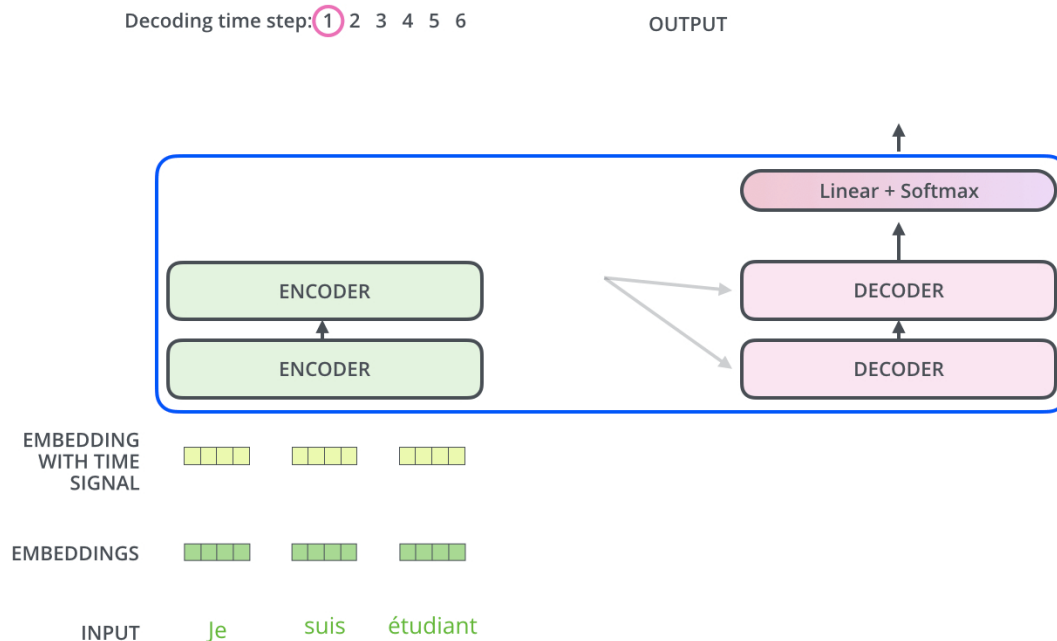 Decoding time step: 1 2 3 4 5 6
OUTPUT
Linear + Softmax
ENCODER
DECODER
ENCODER
DECODER
EMBEDDING
WITH TIME
SIGNAL
EMBEDDINGS
INPUT
Je suis étudiant